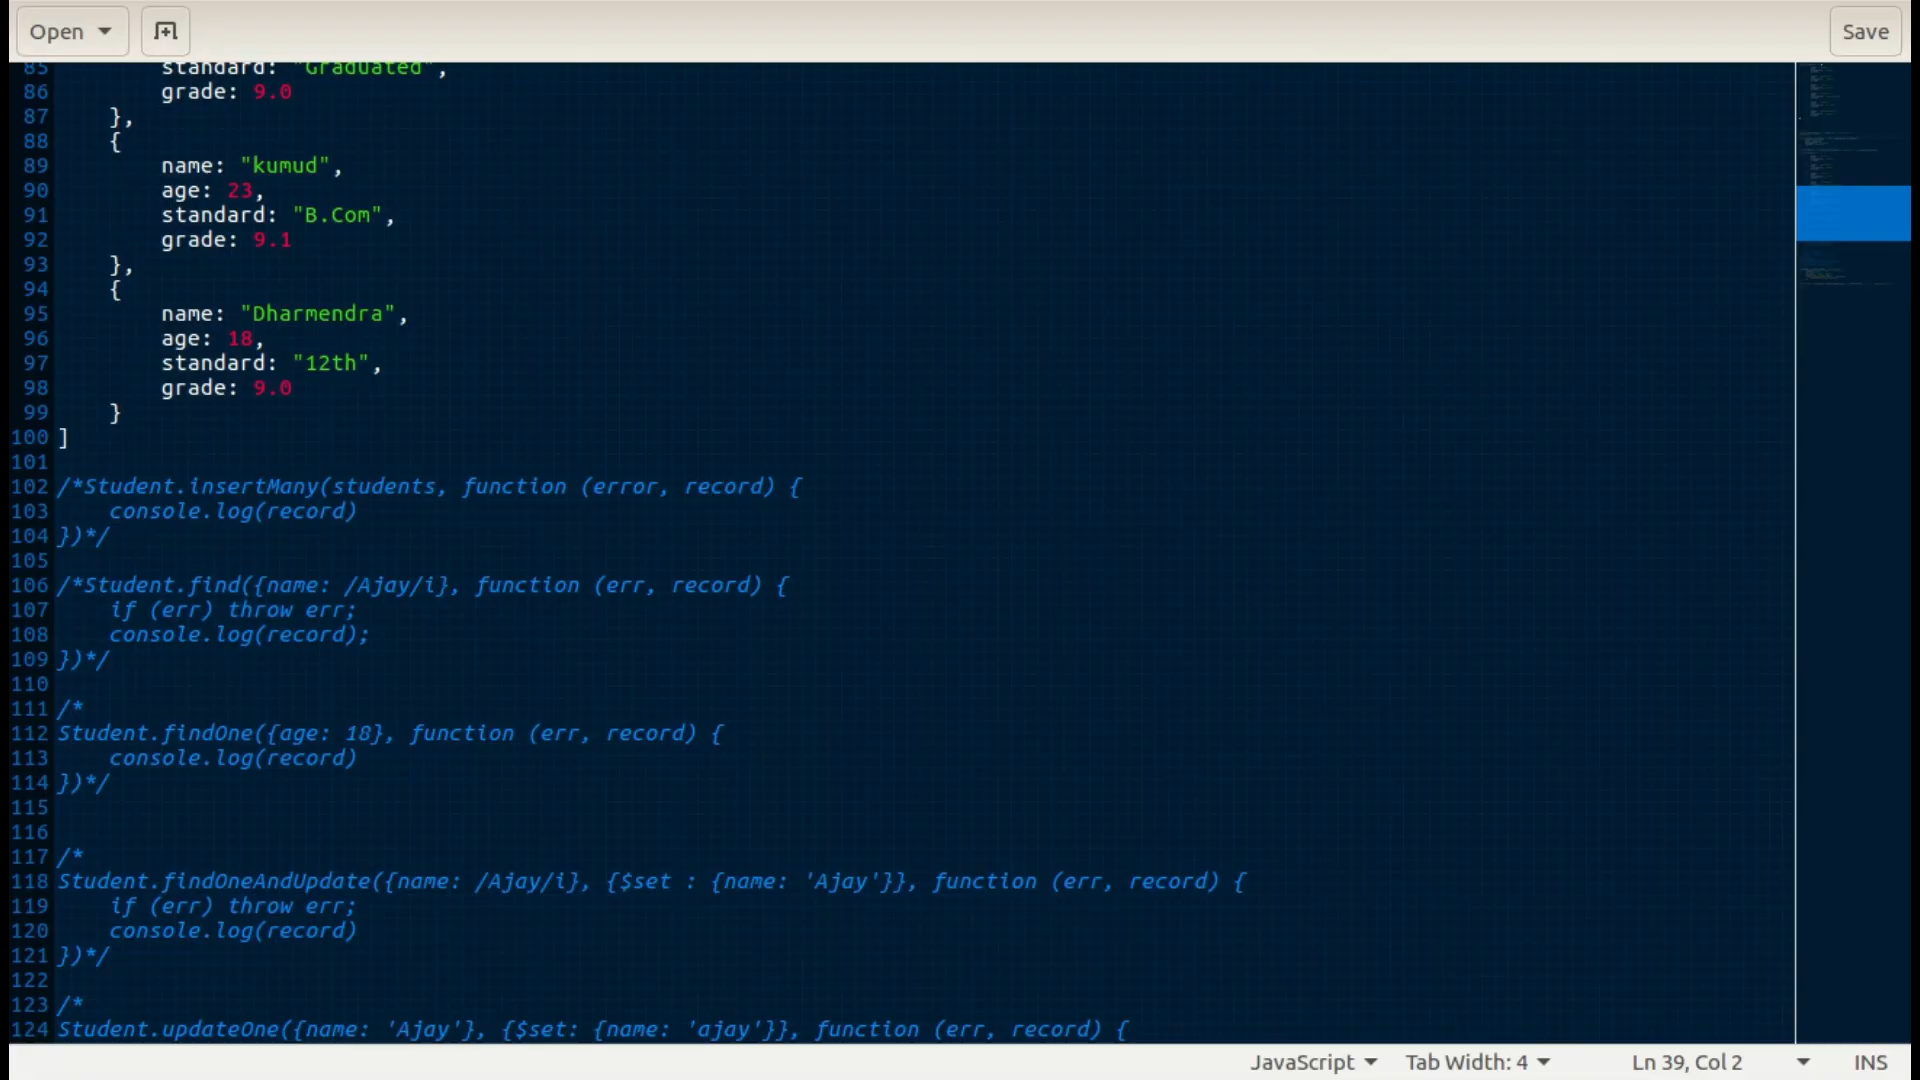 Open Save
85 standard: "Graduated",
86 grade: 9.0
87 },
88 {
89 name: "kumud",
90 age: 23,
91 standard: "B.Com",
92 grade: 9.1
93 },
94 {
95 name: "Dharmendra",
96 age: 18,
97 standard: "12th",
98 grade: 9.0
99 }
100 ]
101
102 /*Student.insertMany(students, function (error, record) {
103 console.log(record)
104 })*/
105
106 /*Student.find({name: /Ajay/i}, function (err, record) {
107 if (err) throw err;
108 console.log(record);
109 })*/
110
111 /*
112 Student.findOne({age: 18}, function (err, record) {
113 console.log(record)
114 })*/
115
116
117 /*
118 Student.findOneAndUpdate({name: /Ajay/i}, {$set : {name: 'Ajay'}}, function (err, record) {
119 if (err) throw err;
120 console.log(record)
121 })*/
122
123 /*
124 Student.updateOne({name: 'Ajay'}, {$set: {name: 'ajay'}}, function (err, record) {
JavaScript Tab Width: 4 Ln 39, Col 2 INS